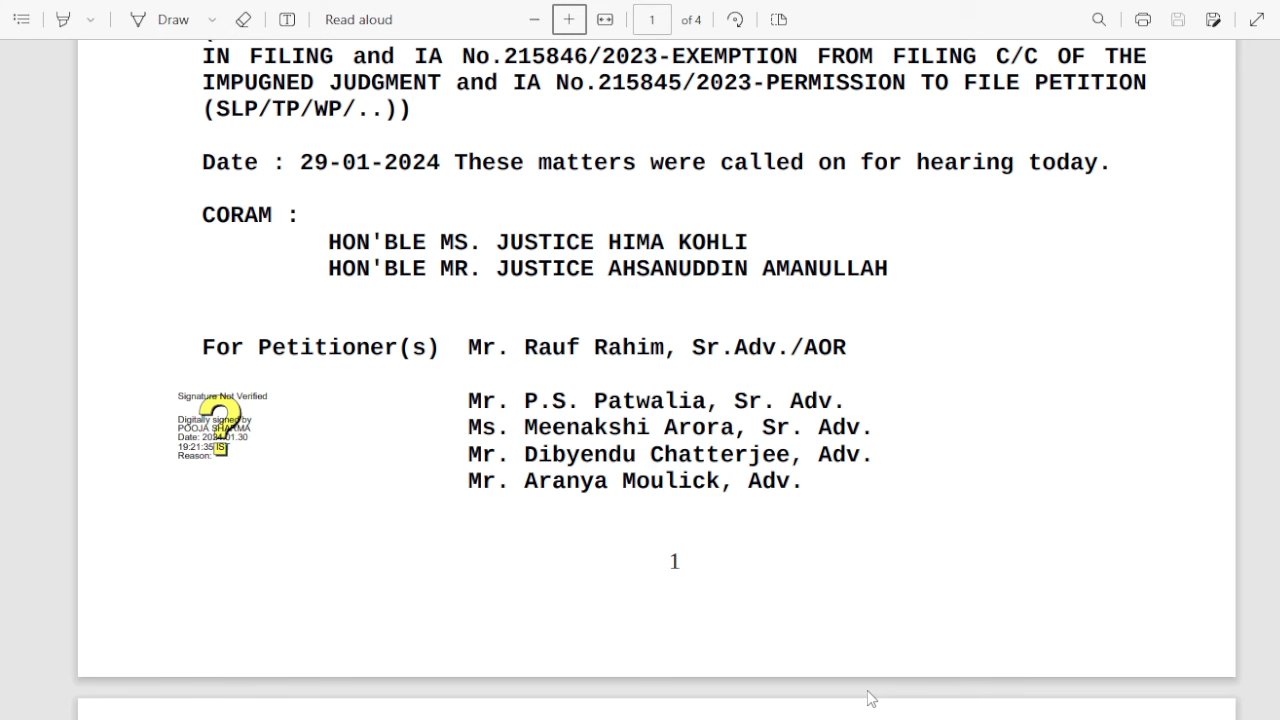 Draw
Read aloud
1
of 4
IN FILING and IA No.215846/2023-EXEMPTION FROM FILING C/C OF THE
IMPUGNED JUDGMENT and IA No.215845/2023-PERMISSION TO FILE PETITION
(SLP/TP/WP/..))
Date : 29-01-2024 These matters were called on for hearing today.
CORAM :
HON'BLE MS. JUSTICE HIMA KOHLI
HON'BLE MR. JUSTICE AHSANUDDIN AMANULLAH
For Petitioner(s) Mr. Rauf Rahim, Sr.Adv./AOR
Signature Not Verified
Digitally signed by
POOJA SHARMA
Date: 2024.01.30
19:21:35 IST
Reason:
Mr. P.S. Patwalia, Sr. Adv.
Ms. Meenakshi Arora, Sr. Adv.
Mr. Dibyendu Chatterjee, Adv.
Mr. Aranya Moulick, Adv.
1